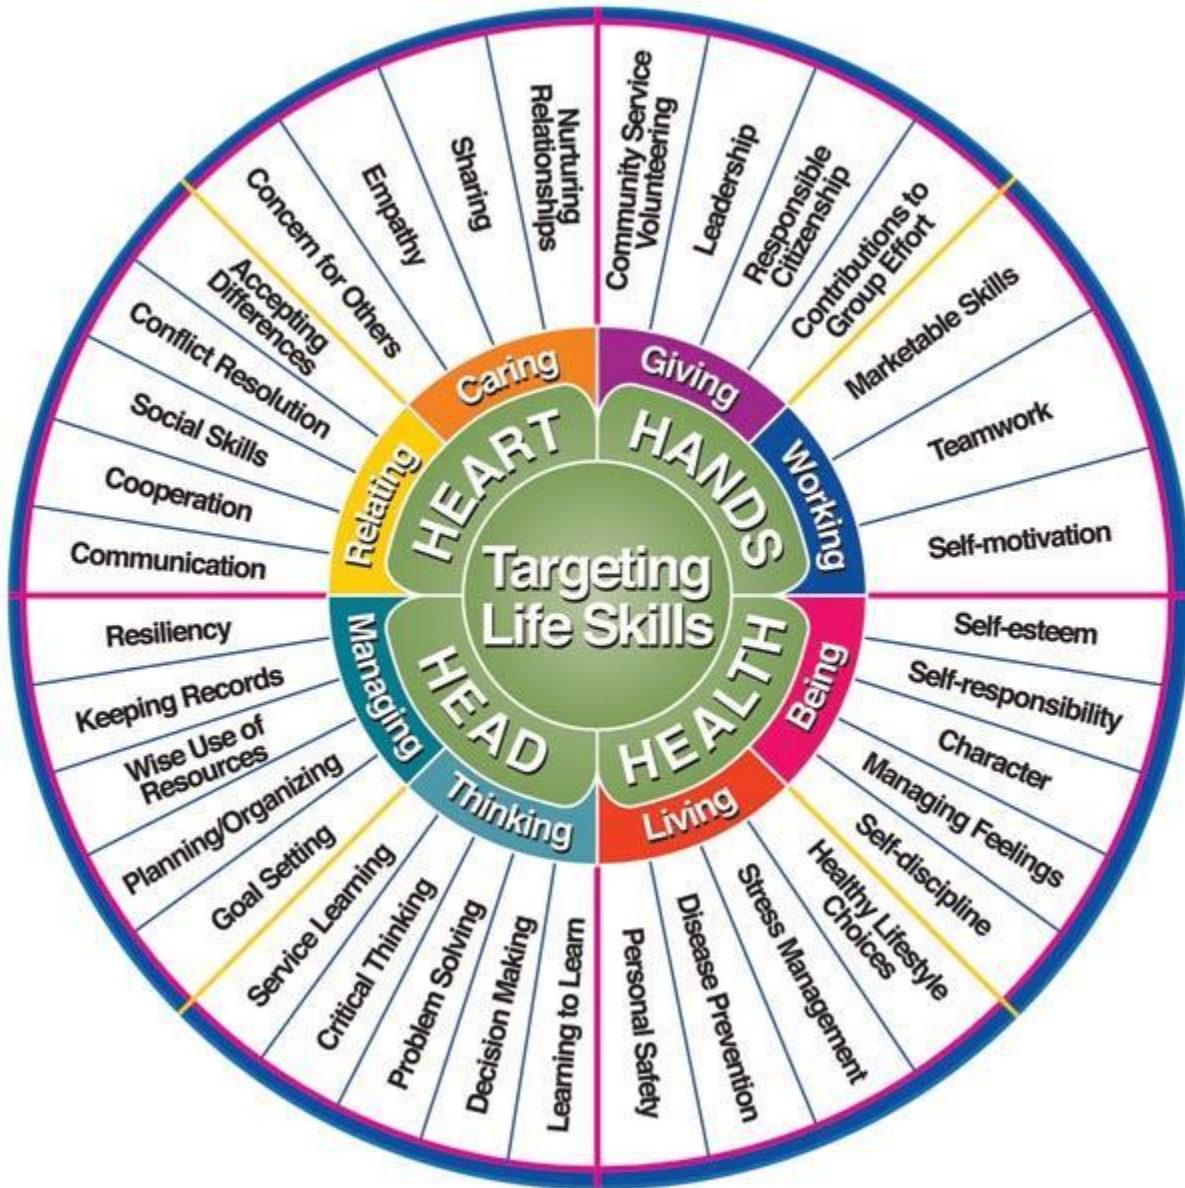 Targeting
Life Skills
HEART
HANDS
HEALTH
HEAD
Caring
Giving
Working
Being
Living
Thinking
Managing
Relating
Nurturing
Relationships
Sharing
Empathy
Concern for Others
Community Service
Volunteering
Leadership
Responsible
Citizenship
Contributions to
Group Effort
Marketable Skills
Teamwork
Self-motivation
Self-esteem
Self-responsibility
Character
Managing Feelings
Self-discipline
Healthy Lifestyle
Choices
Stress Management
Disease Prevention
Personal Safety
Learning to Learn
Decision Making
Problem Solving
Critical Thinking
Service Learning
Goal Setting
Planning/Organizing
Wise Use of
Resources
Keeping Records
Resiliency
Communication
Cooperation
Social Skills
Conflict Resolution
Accepting
Differences